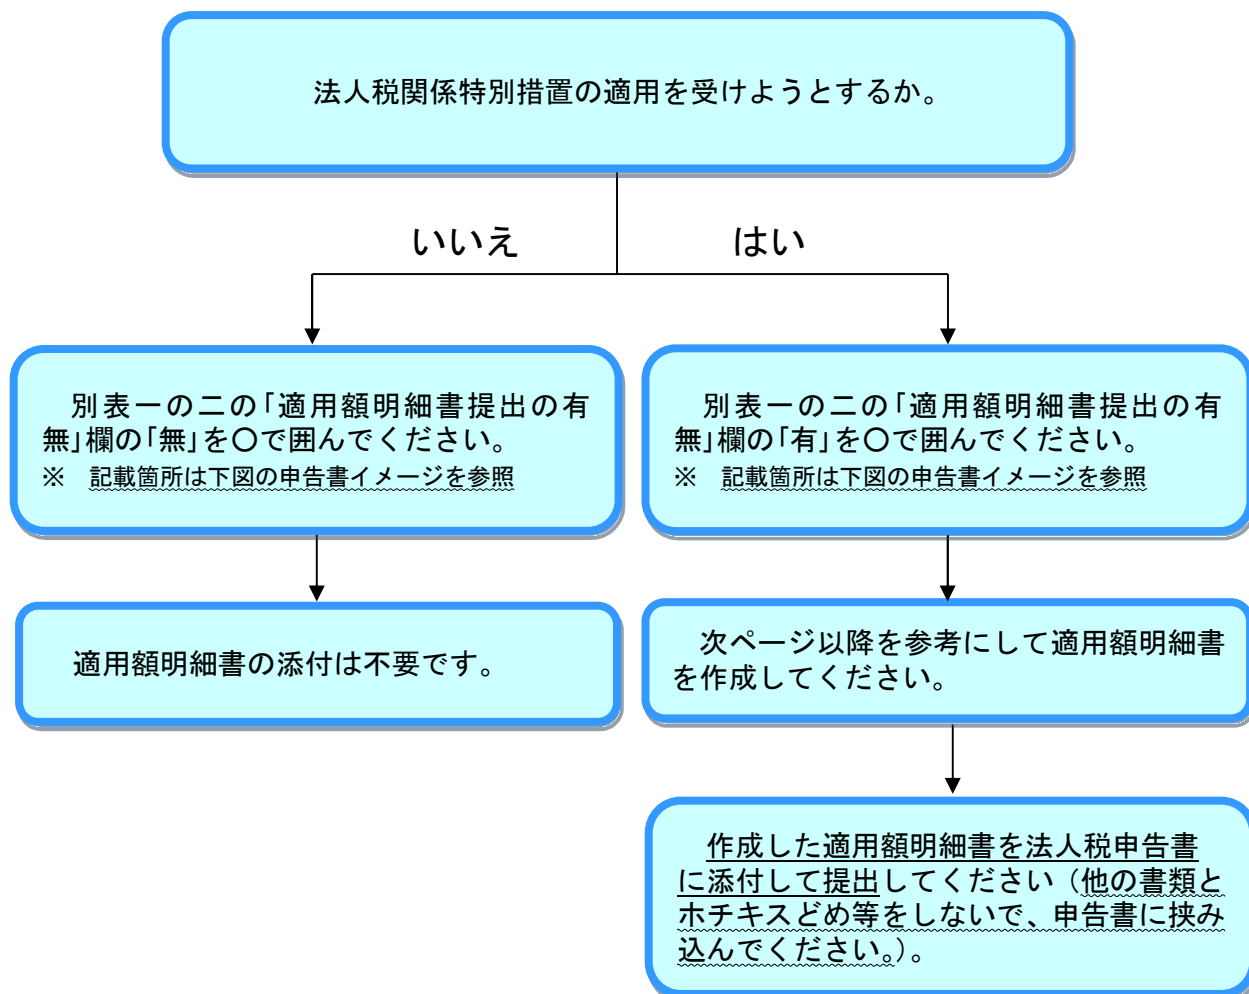 法人税関係特別措置の適用を受けようとするか。
いいえ
はい
別表一の二の「適用額明細書提出の有
無」欄の「無」を〇で囲んでください。
※ 記載箇所は下図の申告書イメージを参照
別表一の二の「適用額明細書提出の有
無」欄の「有」を〇で囲んでください。
※ 記載箇所は下図の申告書イメージを参照
適用額明細書の添付は不要です。
次ページ以降を参考にして適用額明細書
を作成してください。
作成した適用額明細書を法人税申告書
に添付して提出してください（他の書類と
ホチキスどめ等をしないで、申告書に挟み
込んでください。）。